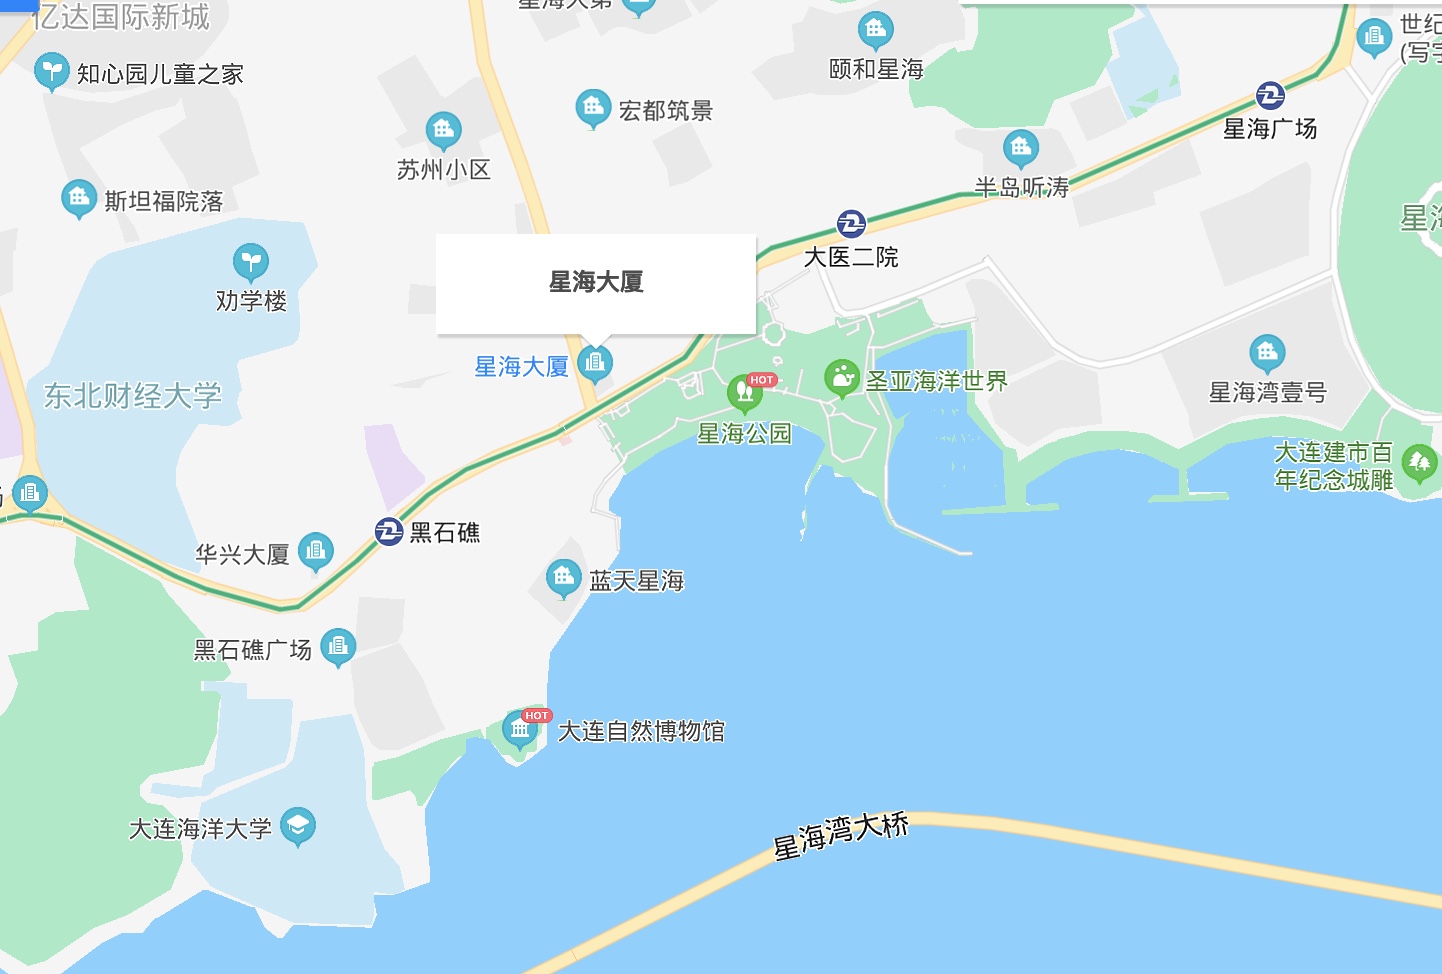 亿达国际新城
知心园儿童之家
颐和星海
宏都筑景
星海广场
苏州小区
半岛听涛
斯坦福院落
大医二院
劝学楼
星海大厦
星海大厦
东北财经大学
HOT
圣亚海洋世界
星海湾壹号
星海公园
大连建市百
年纪念城雕
黑石礁
华兴大厦
蓝天星海
黑石礁广场
HOT
大连自然博物馆
大连海洋大学
星海湾大桥